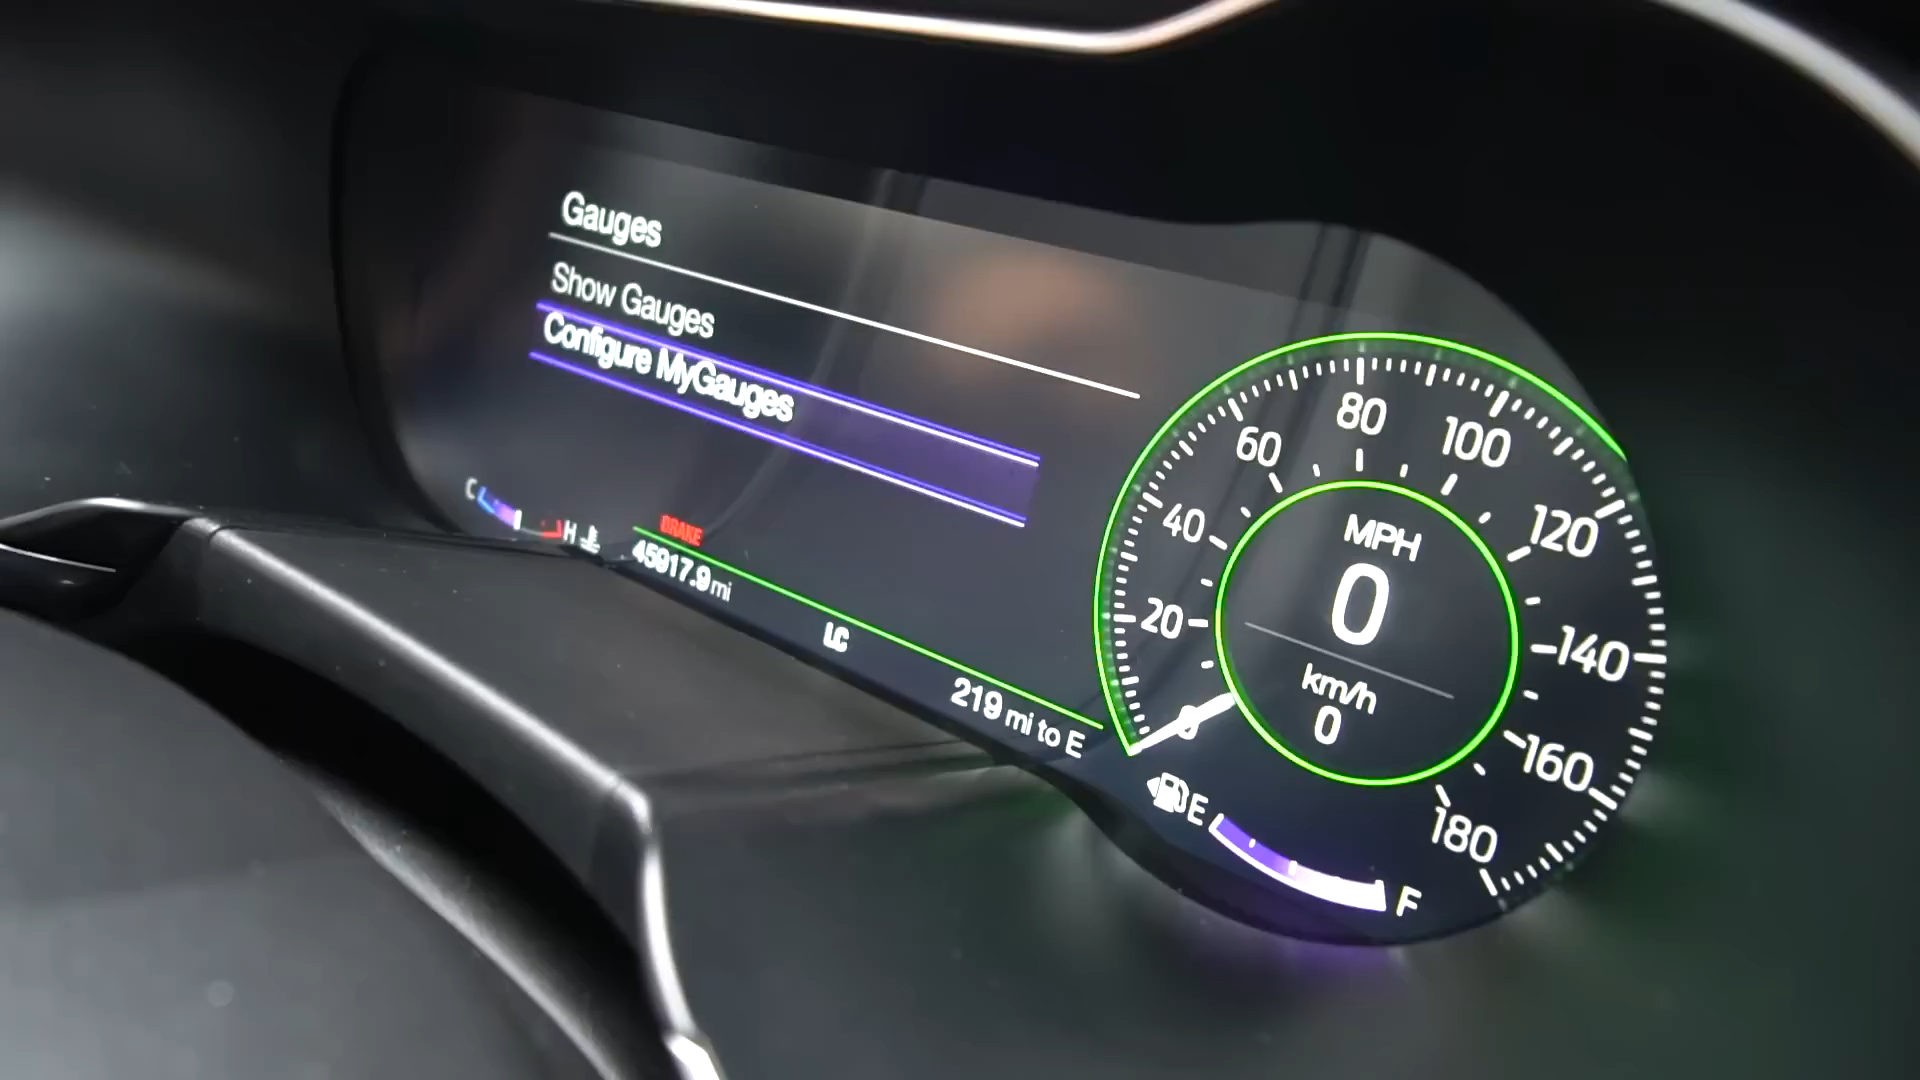 Gauges
Show Gauges
Configure MyGauges
C H
BRAKE
45917.9 mi
LC
219 mi to E
0
20
40
60
80
100
120
140
160
180
MPH
0
km/h
0
E F